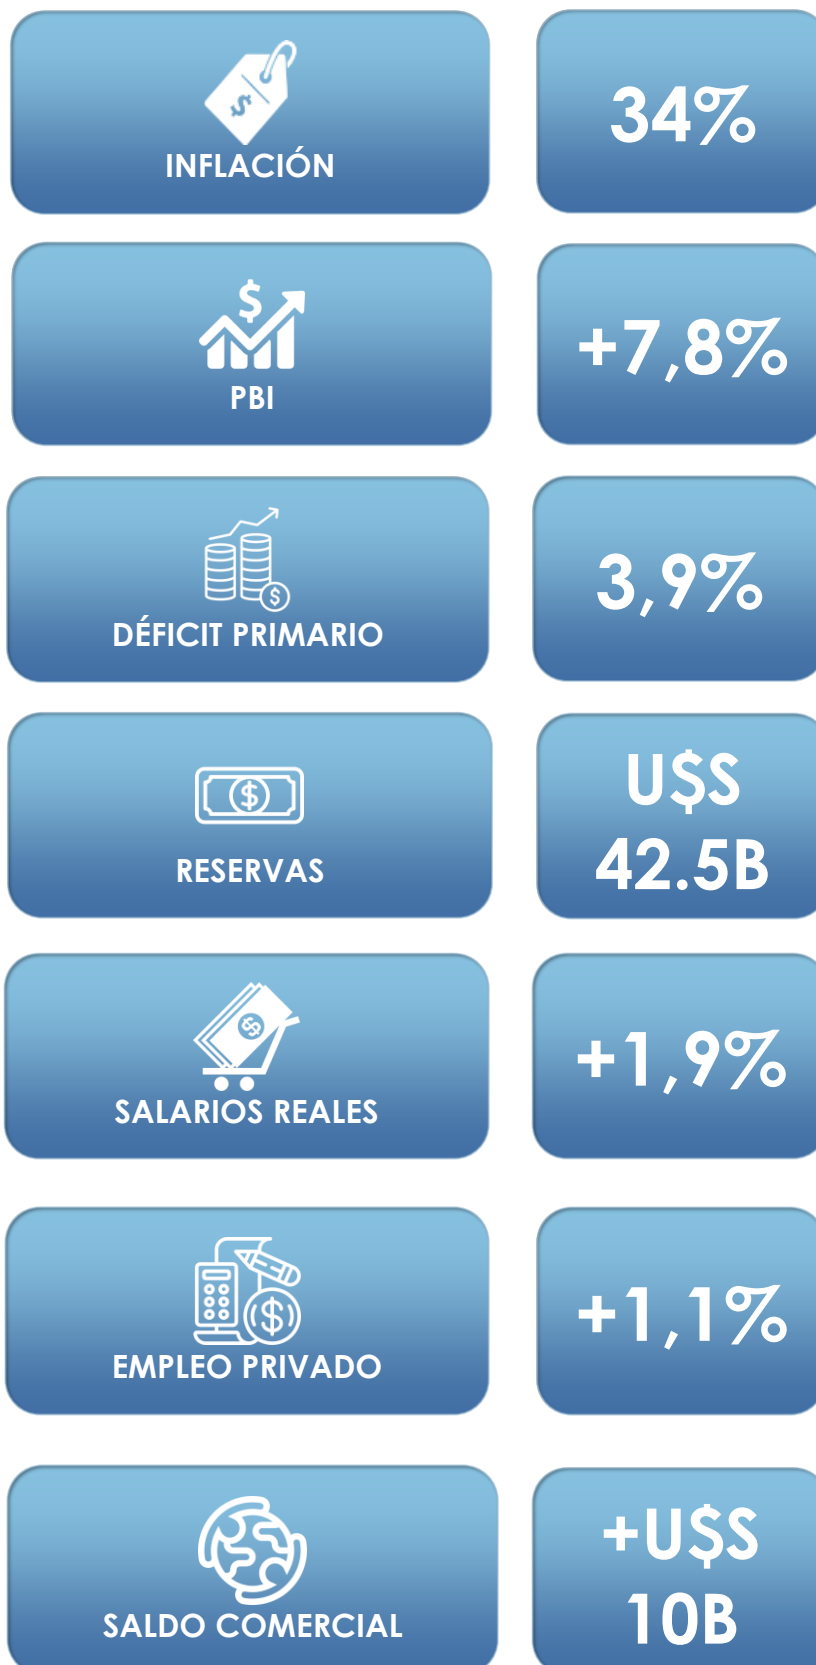 INFLACIÓN
34%
PBI
+7,8%
DÉFICIT PRIMARIO
3,9%
RESERVAS
U$S
42.5B
SALARIOS REALES
+1,9%
EMPLEO PRIVADO
+1,1%
SALDO COMERCIAL
+U$S
10B